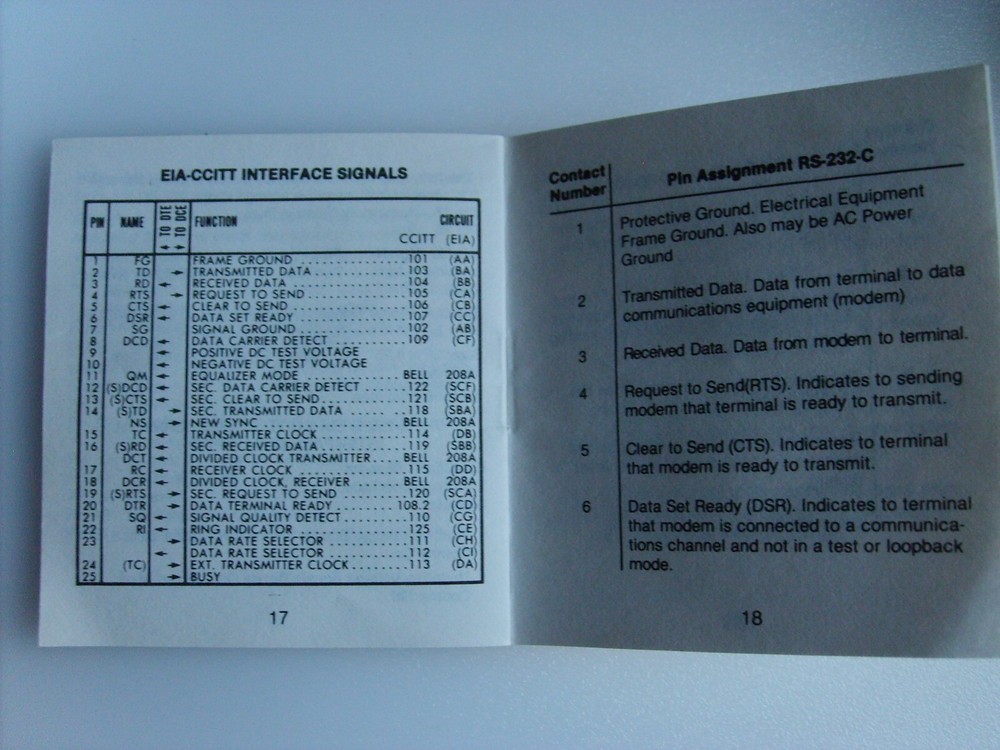 EIA-CCITT INTERFACE SIGNALS
PIN NAME TO DTE ← TO DCE → FUNCTION CIRCUIT
CCITT (EIA)
1 FG FRAME GROUND ............... 101 (AA)
2 TD → TRANSMITTED DATA ............ 103 (BA)
3 RD ← RECEIVED DATA ............... 104 (BB)
4 RTS → REQUEST TO SEND ............ 105 (CA)
5 CTS ← CLEAR TO SEND ............... 106 (CB)
6 DSR ← DATA SET READY .............. 107 (CC)
7 SG SIGNAL GROUND .............. 102 (AB)
8 DCD ← DATA CARRIER DETECT ......... 109 (CF)
9 ← POSITIVE DC TEST VOLTAGE
10 ← NEGATIVE DC TEST VOLTAGE
11 QM ← EQUALIZER MODE ............. BELL 208A
12 (S)DCD ← SEC. DATA CARRIER DETECT .... 122 (SCF)
13 (S)CTS ← SEC. CLEAR TO SEND .......... 121 (SCB)
14 (S)TD → SEC. TRANSMITTED DATA ....... 118 (SBA)
NS → NEW SYNC ................... BELL 208A
15 TC ← TRANSMITTER CLOCK .......... 114 (DB)
16 (S)RD ← SEC. RECEIVED DATA .......... 119 (SBB)
DCT ← DIVIDED CLOCK TRANSMITTER .... BELL 208A
17 RC ← RECEIVER CLOCK .............. 115 (DD)
18 DCR ← DIVIDED CLOCK, RECEIVER ..... BELL 208A
19 (S)RTS → SEC. REQUEST TO SEND ........ 120 (SCA)
20 DTR → DATA TERMINAL READY ........ 108.2 (CD)
21 SQ ← SIGNAL QUALITY DETECT ....... 110 (CG)
22 RI ← RING INDICATOR ............. 125 (CE)
23 → DATA RATE SELECTOR .......... 111 (CH)
← DATA RATE SELECTOR .......... 112 (CI)
24 (TC) → EXT. TRANSMITTER CLOCK ....... 113 (DA)
25 → BUSY
17
Contact Number Pin Assignment RS-232-C
1 Protective Ground. Electrical Equipment
Frame Ground. Also may be AC Power
Ground
2 Transmitted Data. Data from terminal to data
communications equipment (modem)
3 Received Data. Data from modem to terminal.
4 Request to Send(RTS). Indicates to sending
modem that terminal is ready to transmit.
5 Clear to Send (CTS). Indicates to terminal
that modem is ready to transmit.
6 Data Set Ready (DSR). Indicates to terminal
that modem is connected to a communica-
tions channel and not in a test or loopback
mode.
18